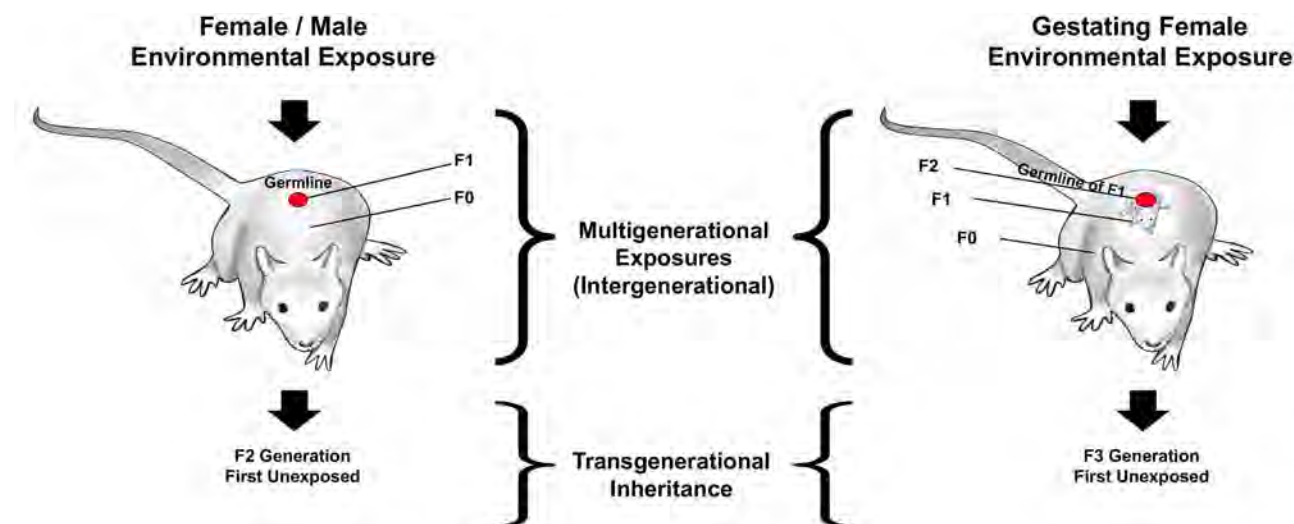 Female / Male
Environmental Exposure
F1
Germline
F0
F2 Generation
First Unexposed
Multigenerational
Exposures
(Intergenerational)
Transgenerational
Inheritance
Gestating Female
Environmental Exposure
F2
Germline of F1
F1
F0
F3 Generation
First Unexposed